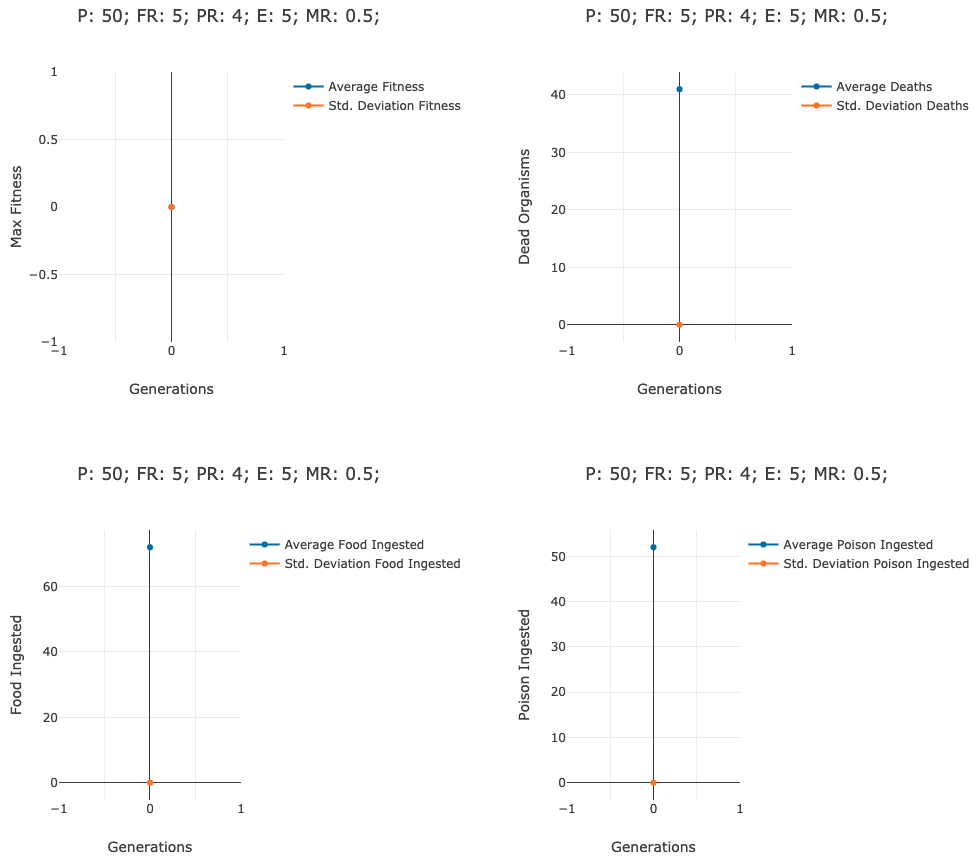 P: 50; FR: 5; PR: 4; E: 5; MR: 0.5;
Average Fitness
Std. Deviation Fitness
Max Fitness
1
0.5
0
−0.5
−1
−1
0
1
Generations
P: 50; FR: 5; PR: 4; E: 5; MR: 0.5;
Average Deaths
Std. Deviation Deaths
Dead Organisms
40
30
20
10
0
−1
0
1
Generations
P: 50; FR: 5; PR: 4; E: 5; MR: 0.5;
Average Food Ingested
Std. Deviation Food Ingested
Food Ingested
60
40
20
0
−1
0
1
Generations
P: 50; FR: 5; PR: 4; E: 5; MR: 0.5;
Average Poison Ingested
Std. Deviation Poison Ingested
Poison Ingested
50
40
30
20
10
0
−1
0
1
Generations